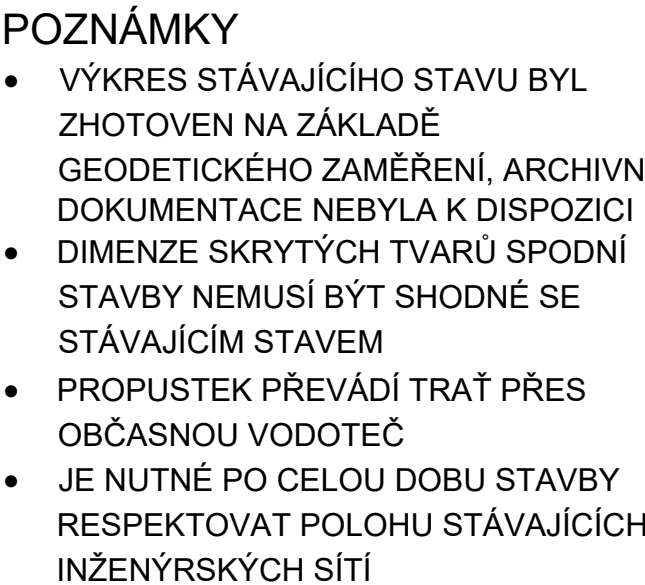 POZNÁMKY
• VÝKRES STÁVAJÍCÍHO STAVU BYL
ZHOTOVEN NA ZÁKLADĚ
GEODETICKÉHO ZAMĚŘENÍ, ARCHIVN
DOKUMENTACE NEBYLA K DISPOZICI
• DIMENZE SKRYTÝCH TVARŮ SPODNÍ
STAVBY NEMUSÍ BÝT SHODNÉ SE
STÁVAJÍCÍM STAVEM
• PROPUSTEK PŘEVÁDÍ TRAŤ PŘES
OBČASNOU VODOTEČ
• JE NUTNÉ PO CELOU DOBU STAVBY
RESPEKTOVAT POLOHU STÁVAJÍCÍCH
INŽENÝRSKÝCH SÍTÍ